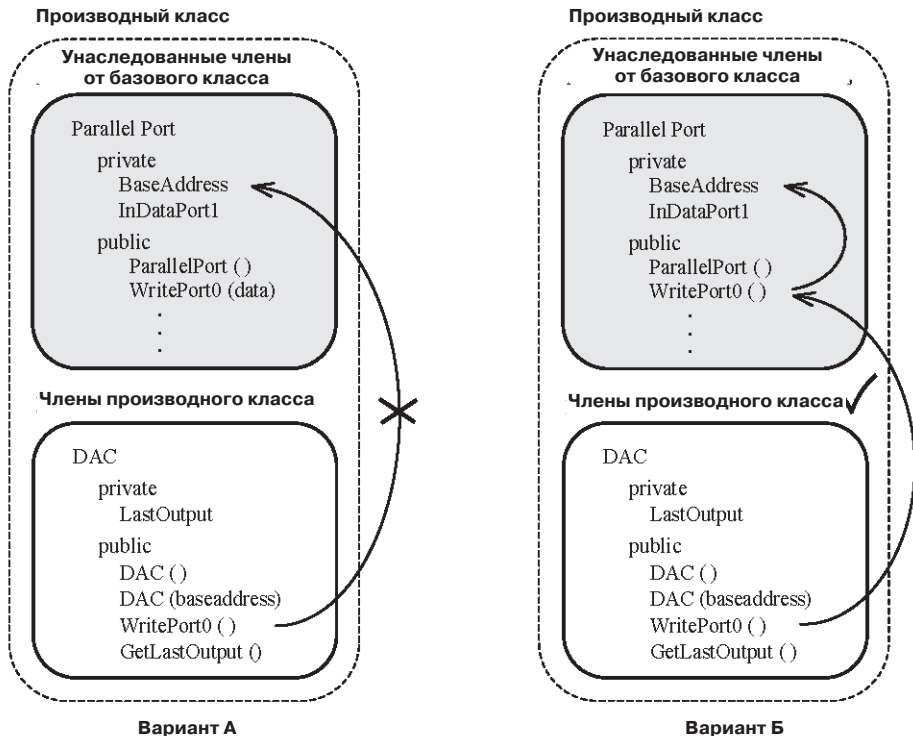 Производный класс
Унаследованные члены
от базового класса
Parallel Port
private
BaseAddress
InDataPort1
public
ParallelPort ( )
WritePort0 (data)
.
.
.
Члены производного класса
DAC
private
LastOutput
public
DAC ( )
DAC (baseaddress)
WritePort0 ( )
GetLastOutput ()
Вариант А
Производный класс
Унаследованные члены
от базового класса
Parallel Port
private
BaseAddress
InDataPort1
public
ParallelPort ( )
WritePort0 ( )
.
.
.
Члены производного класса
DAC
private
LastOutput
public
DAC ( )
DAC (baseaddress)
WritePort0 ( )
GetLastOutput ( )
Вариант Б